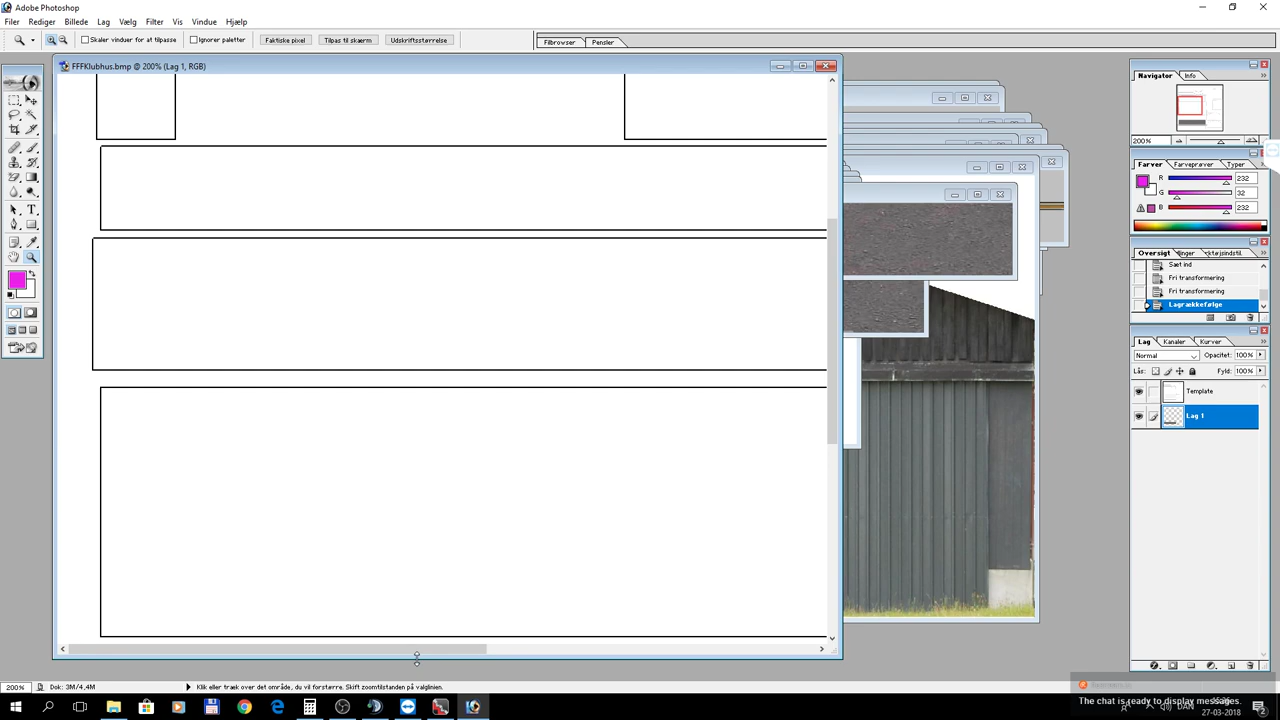 Adobe Photoshop
Filer Rediger Billede Lag Vælg Filter Vis Vindue Hjælp
Skaler vinduer for at tilpasse Ignorer paletter Faktiske pixel Tilpas til skærm Udskriftsstørrelse Filbrowser Pensler
FFFKlubhus.bmp @ 200% (Lag 1, RGB)
Navigator Info
200%
Farver Farveprøver Typer
R 232
G 32
B 232
Oversigt
Sæt ind
Fri transformering
Fri transformering
Lagrækkefølge
Lag Kanaler Kurver
Normal Opacitet: 100%
Lås: Fyld: 100%
Template
Lag 1
200% Dok: 3M/4,4M Klik eller træk over det område, du vil forstørre. Skift zoomtilstanden på valglinien.
The chat is ready to display messages.
DAN
27-03-2018